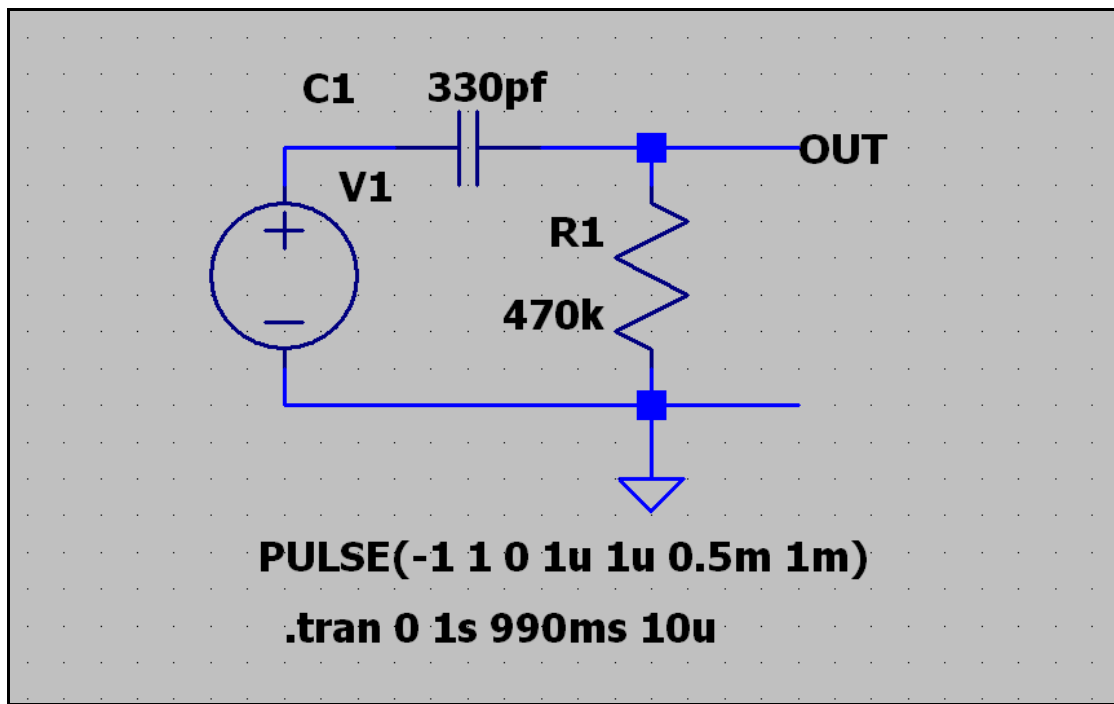 C1 330pf
OUT
V1
R1
470k
PULSE(-1 1 0 1u 1u 0.5m 1m)
.tran 0 1s 990ms 10u